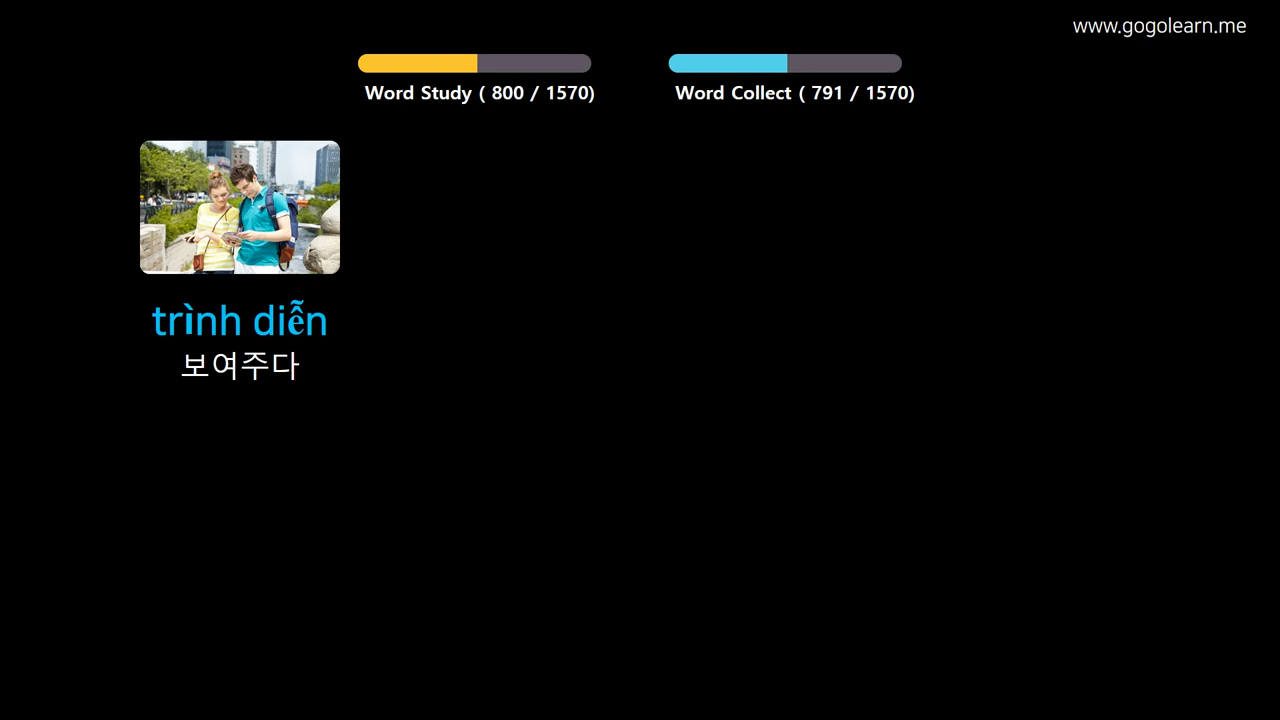 www.gogolearn.me
Word Study ( 800 / 1570)
Word Collect ( 791 / 1570)
trình diễn
보여주다